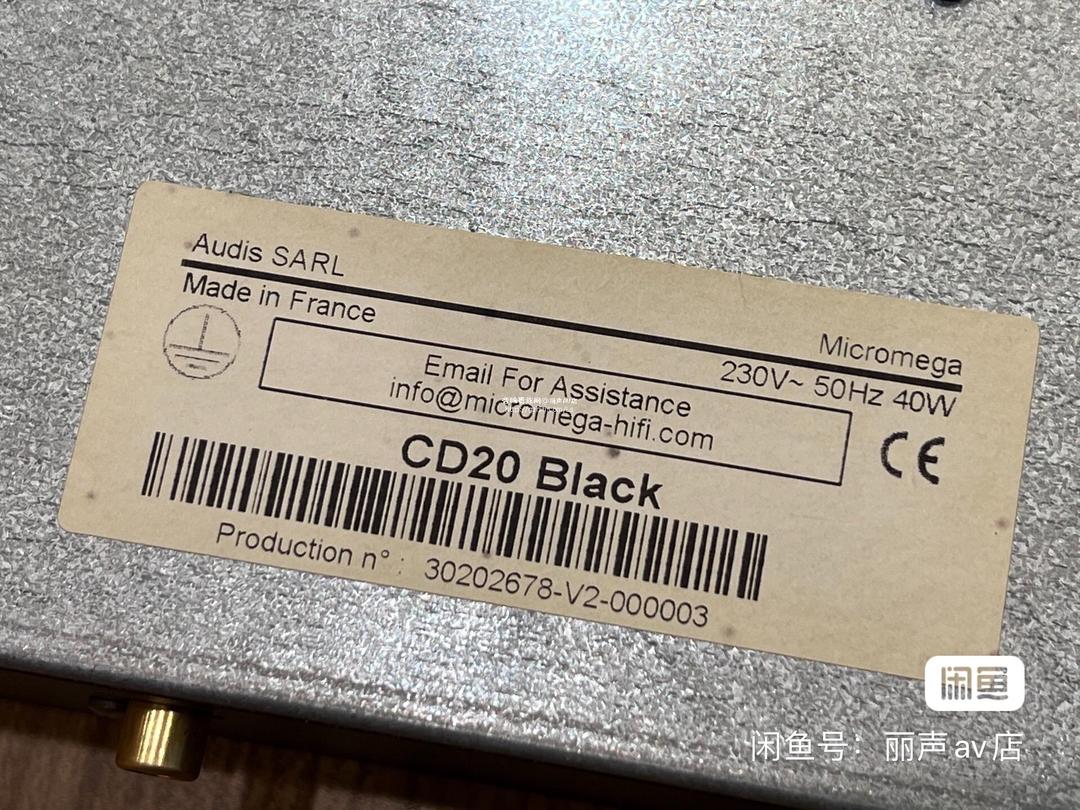 Audis SARL
Micromega
Made in France
230V~ 50Hz 40W
Email For Assistance
info@micromega-hifi.com
CE
CD20 Black
Production n° : 30202678-V2-000003
闲鱼
闲鱼号：丽声av店